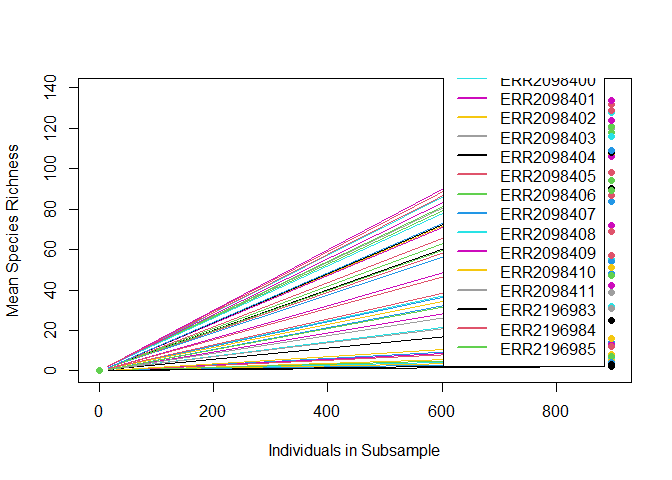 Mean Species Richness
140
120
100
80
60
40
20
0
0
200
400
600
800
Individuals in Subsample
ERR2098400
ERR2098401
ERR2098402
ERR2098403
ERR2098404
ERR2098405
ERR2098406
ERR2098407
ERR2098408
ERR2098409
ERR2098410
ERR2098411
ERR2196983
ERR2196984
ERR2196985